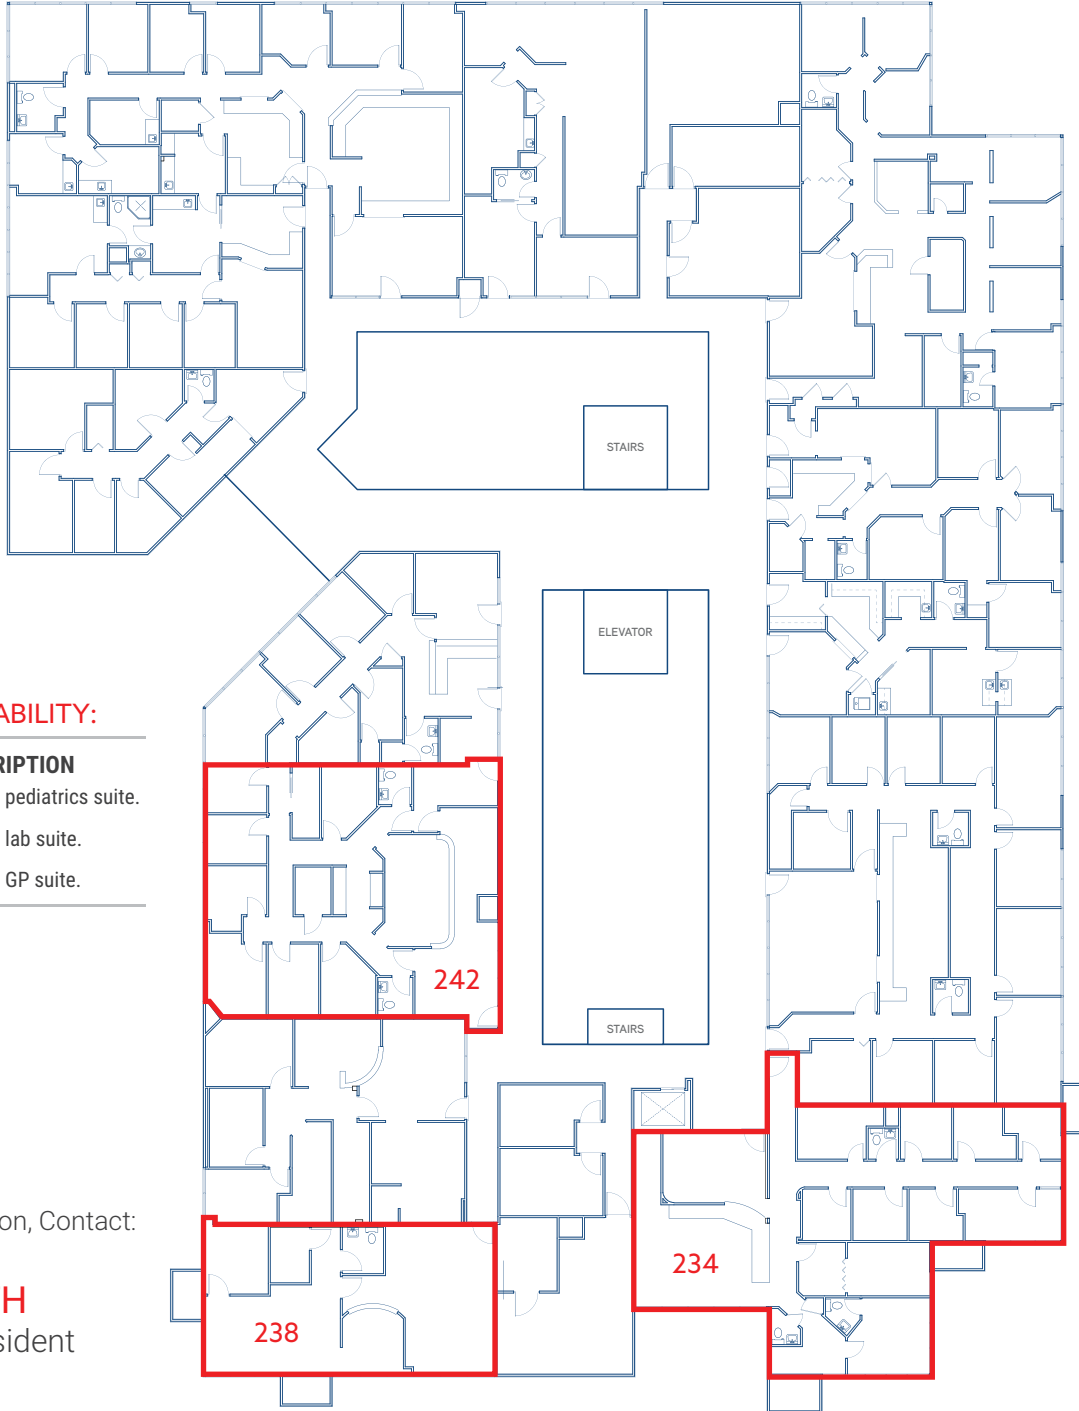 ABILITY:
RIPTION
pediatrics suite.
lab suite.
GP suite.
on, Contact:
H
sident
STAIRS
ELEVATOR
STAIRS
242
238
234